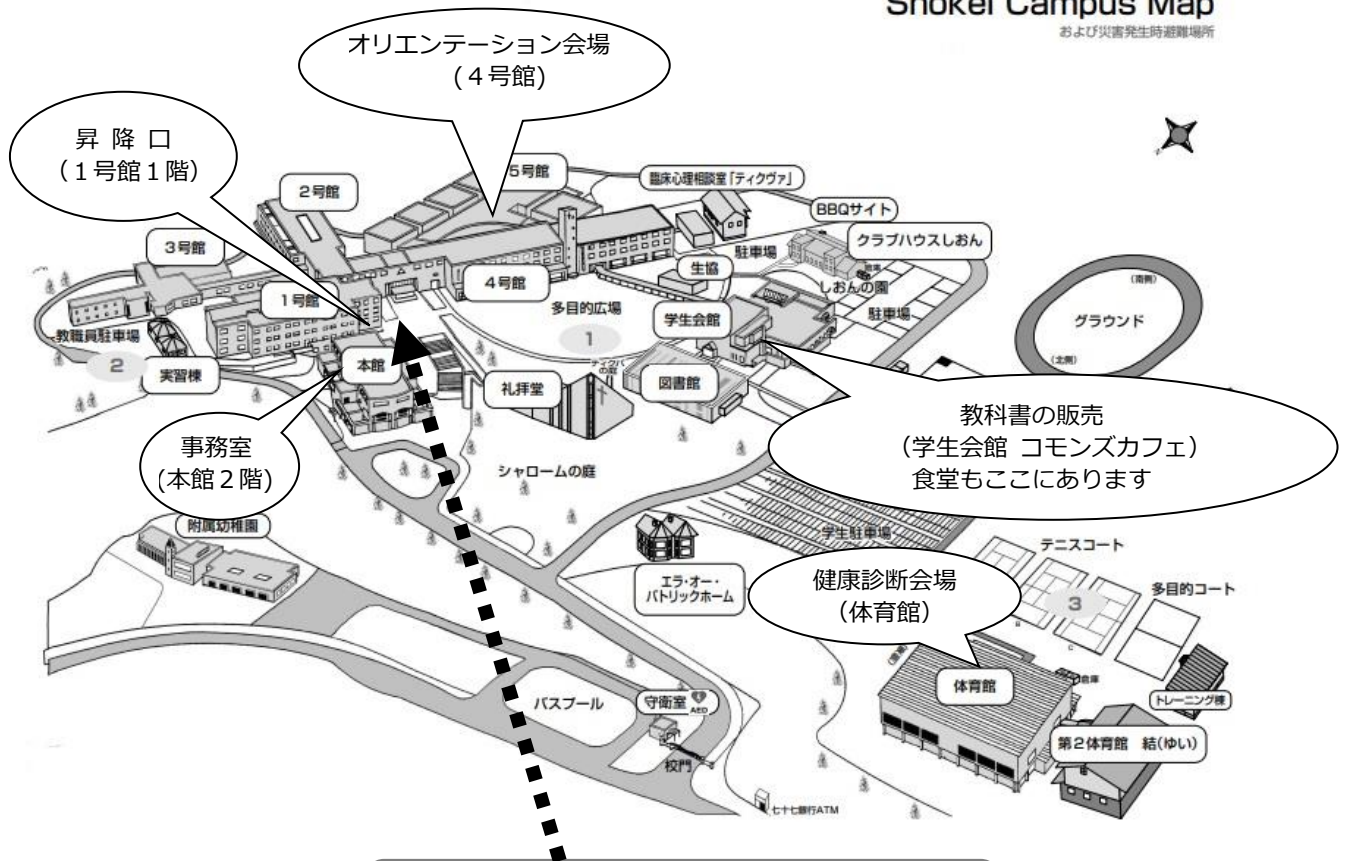 Shokei Campus Map
および災害発生時避難場所
オリエンテーション会場
(４号館)
昇 降 口
（１号館１階）
5号館
臨床心理相談室「ティクヴァ」
2号館
BBQサイト
クラブハウスしおん
3号館
駐車場
倉庫
生協
4号館
しおんの園
1号館
多目的広場
学生会館
駐車場
(南側)
グラウンド
(北側)
教職員駐車場
1
2
実習棟
本館
ティクバ
の庭
礼拝堂
図書館
教科書の販売
（学生会館 コモンズカフェ）
食堂もここにあります
事務室
(本館２階)
シャロームの庭
附属幼稚園
学生駐車場
テニスコート
エラ・オー・
パトリックホーム
健康診断会場
（体育館）
多目的コート
3
B
C
倉庫
体育館
トレーニング棟
バスプール
守衛室
AED
第2体育館 結(ゆい)
校門
七十七銀行ATM